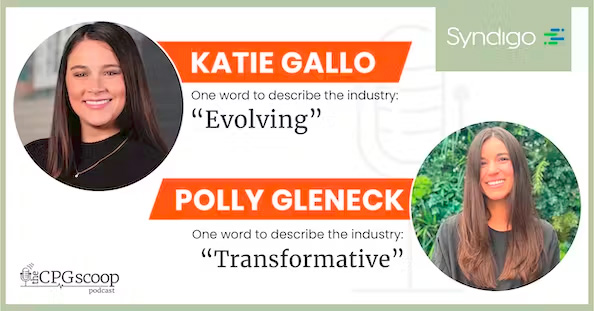 Syndigo
KATIE GALLO
One word to describe the industry:
“Evolving”
POLLY GLENECK
One word to describe the industry:
“Transformative”
the CPGscoop
podcast